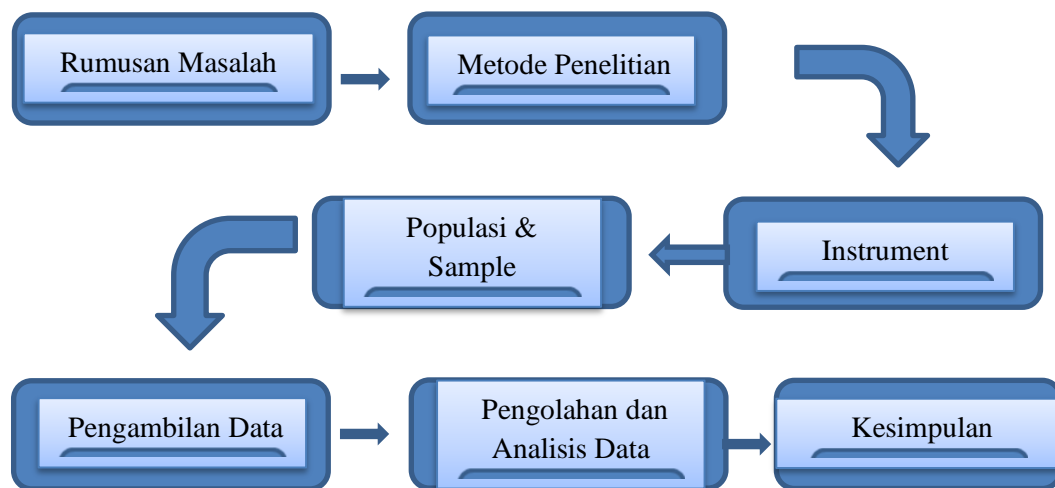 Rumusan Masalah
Metode Penelitian
Instrument
Populasi &
Sample
Pengambilan Data
Pengolahan dan
Analisis Data
Kesimpulan